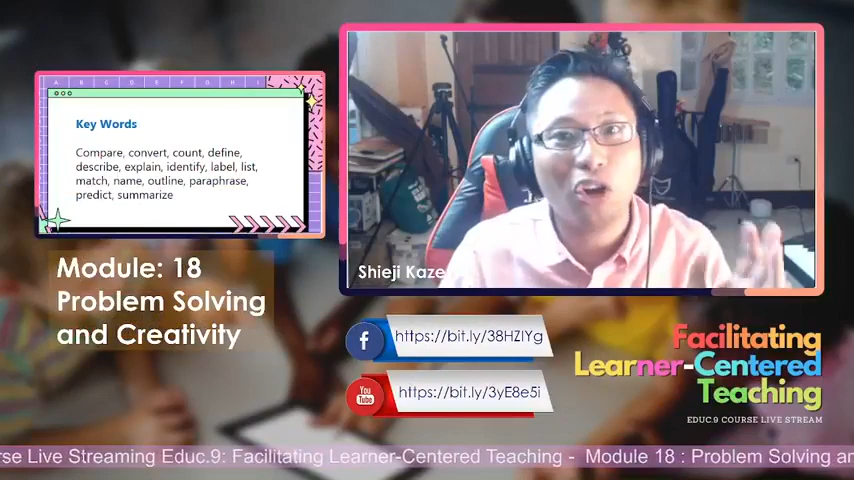 A B C D E F G H I
Key Words
Compare, convert, count, define,
describe, explain, identify, label, list,
match, name, outline, paraphrase,
predict, summarize
Module: 18
Problem Solving
and Creativity
Shieji Kaze
https://bit.ly/38HZlYg
You
Tube
https://bit.ly/3yE8e5i
Facilitating
Learner-Centered
Teaching
EDUC.9 COURSE LIVE STREAM
rse Live Streaming Educ.9: Facilitating Learner-Centered Teaching - Module 18 : Problem Solving an